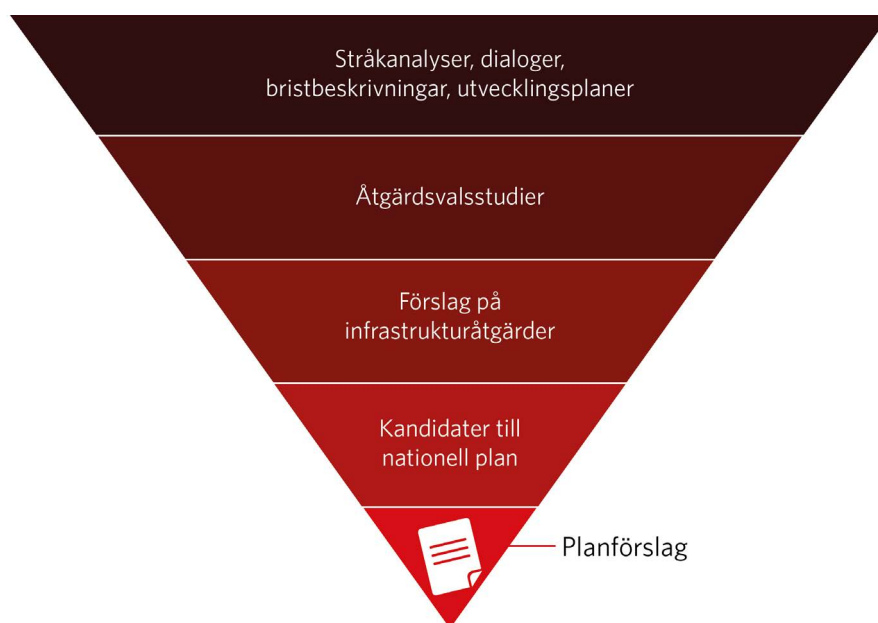 Stråkanalyser, dialoger,
bristbeskrivningar, utvecklingsplaner
Åtgärdsvalsstudier
Förslag på
infrastrukturåtgärder
Kandidater till
nationell plan
Planförslag